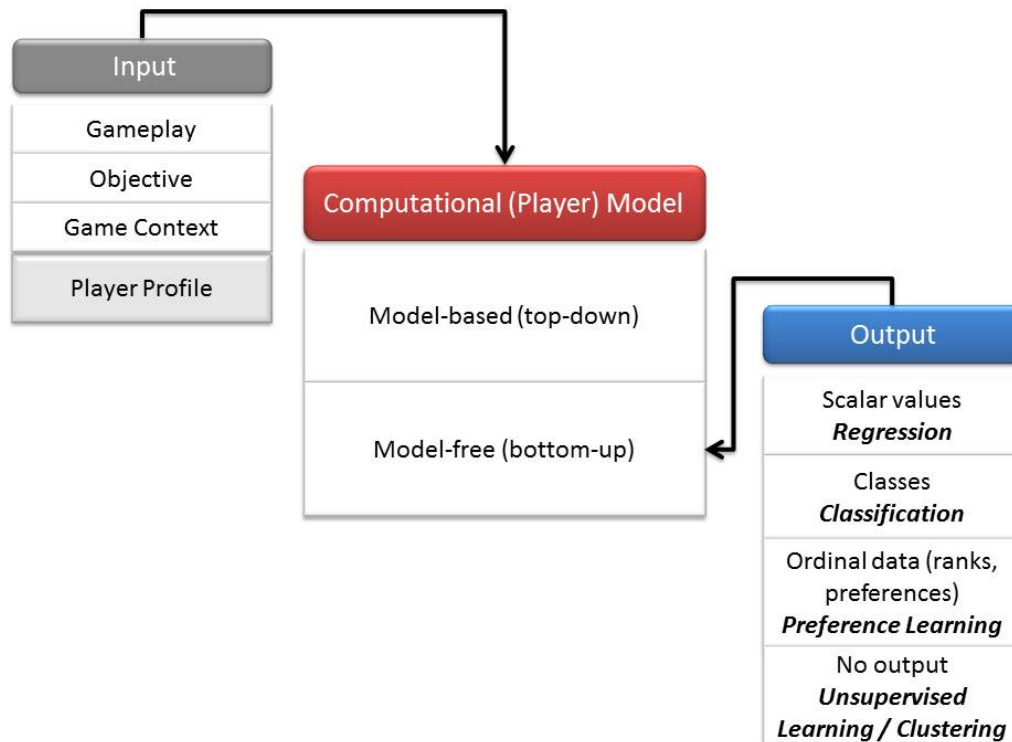 Input
Gameplay
Objective
Game Context
Player Profile
Computational (Player) Model
Model-based (top-down)
Model-free (bottom-up)
Output
Scalar values
Regression
Classes
Classification
Ordinal data (ranks,
preferences)
Preference Learning
No output
Unsupervised
Learning / Clustering